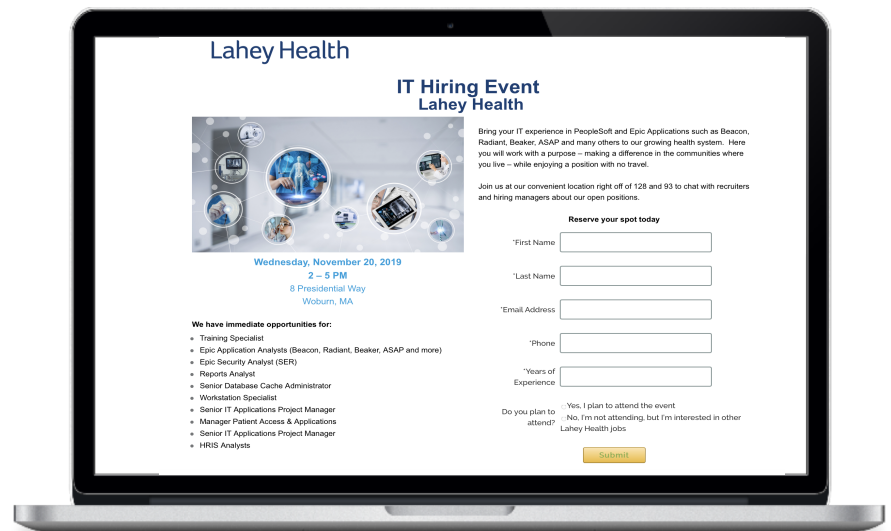 Lahey Health
IT Hiring Event
Lahey Health
Wednesday, November 20, 2019
2 – 5 PM
8 Presidential Way
Woburn, MA
We have immediate opportunities for:
Training Specialist
Epic Application Analysts (Beacon, Radiant, Beaker, ASAP and more)
Epic Security Analyst (SER)
Reports Analyst
Senior Database Cache Administrator
Workstation Specialist
Senior IT Applications Project Manager
Manager Patient Access & Applications
Senior IT Applications Project Manager
HRIS Analysts
Bring your IT experience in PeopleSoft and Epic Applications such as Beacon,
Radiant, Beaker, ASAP and many others to our growing health system. Here
you will work with a purpose – making a difference in the communities where
you live – while enjoying a position with no travel.
Join us at our convenient location right off of 128 and 93 to chat with recruiters
and hiring managers about our open positions.
Reserve your spot today
*First Name
*Last Name
*Email Address
*Phone
*Years of
Experience
Do you plan to
attend?
Yes, I plan to attend the event
No, I'm not attending, but I'm interested in other
Lahey Health jobs
Submit